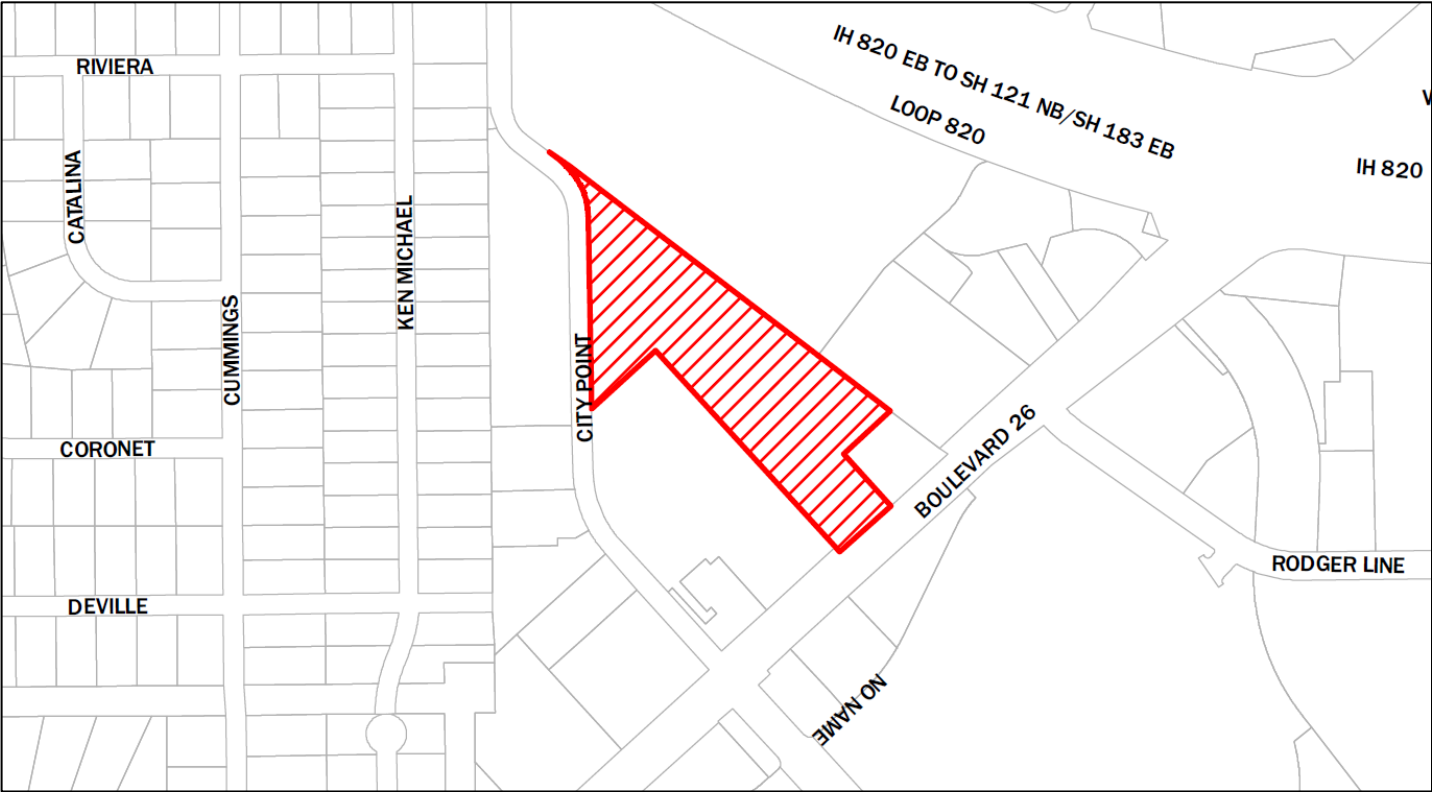 RIVIERA
IH 820 EB TO SH 121 NB/SH 183 EB
LOOP 820
IH 820
CATALINA
KEN MICHAEL
CUMMINGS
CITY POINT
BOULEVARD 26
CORONET
RODGER LINE
DEVILLE
NO NAME